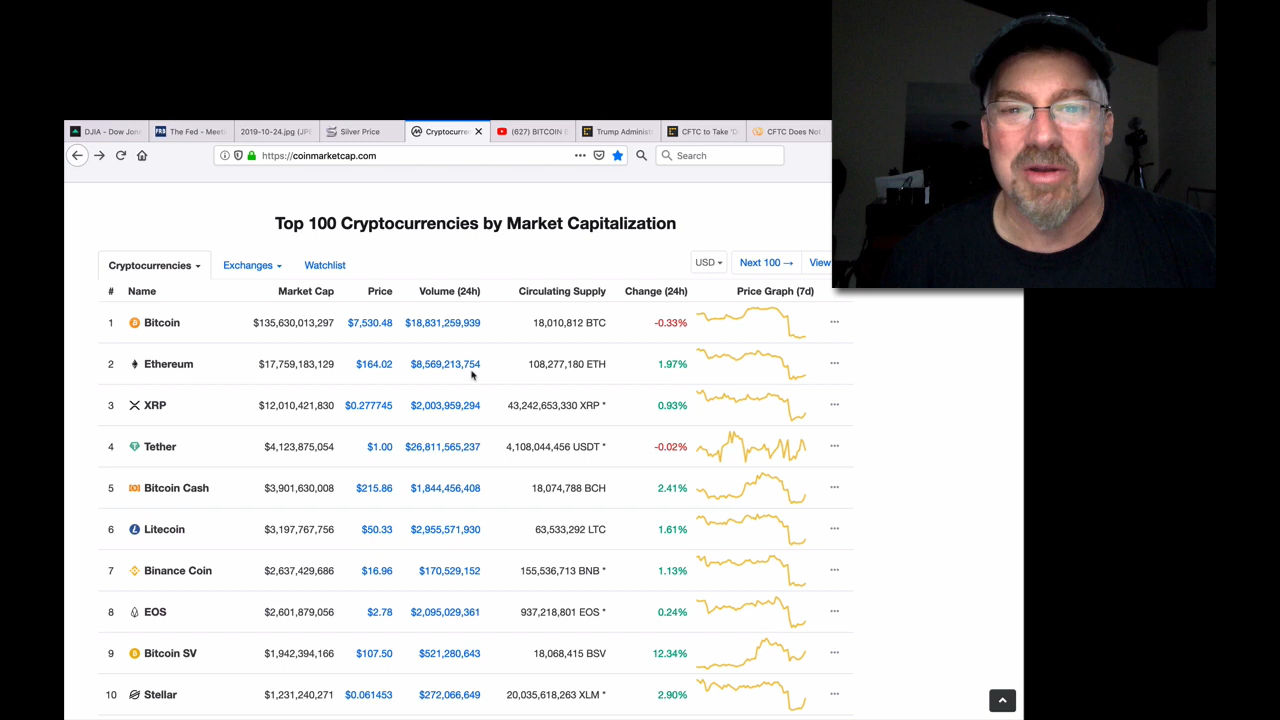 DJIA - Dow Jon
The Fed - Meeti
2019-10-24.jpg (JPE
Silver Price
Cryptocurre
(627) BITCOIN
Trump Administr
CFTC to Take 'D
CFTC Does Not
https://coinmarketcap.com
Search
Top 100 Cryptocurrencies by Market Capitalization
Cryptocurrencies
Exchanges
Watchlist
USD
Next 100 →
View
# Name Market Cap Price Volume (24h) Circulating Supply Change (24h) Price Graph (7d)
1 Bitcoin $135,630,013,297 $7,530.48 $18,831,259,939 18,010,812 BTC -0.33%
2 Ethereum $17,759,183,129 $164.02 $8,569,213,754 108,277,180 ETH 1.97%
3 XRP $12,010,421,830 $0.277745 $2,003,959,294 43,242,653,330 XRP * 0.93%
4 Tether $4,123,875,054 $1.00 $26,811,565,237 4,108,044,456 USDT * -0.02%
5 Bitcoin Cash $3,901,630,008 $215.86 $1,844,456,408 18,074,788 BCH 2.41%
6 Litecoin $3,197,767,756 $50.33 $2,955,571,930 63,533,292 LTC 1.61%
7 Binance Coin $2,637,429,686 $16.96 $170,529,152 155,536,713 BNB * 1.13%
8 EOS $2,601,879,056 $2.78 $2,095,029,361 937,218,801 EOS * 0.24%
9 Bitcoin SV $1,942,394,166 $107.50 $521,280,643 18,068,415 BSV 12.34%
10 Stellar $1,231,240,271 $0.061453 $272,066,649 20,035,618,263 XLM * 2.90%